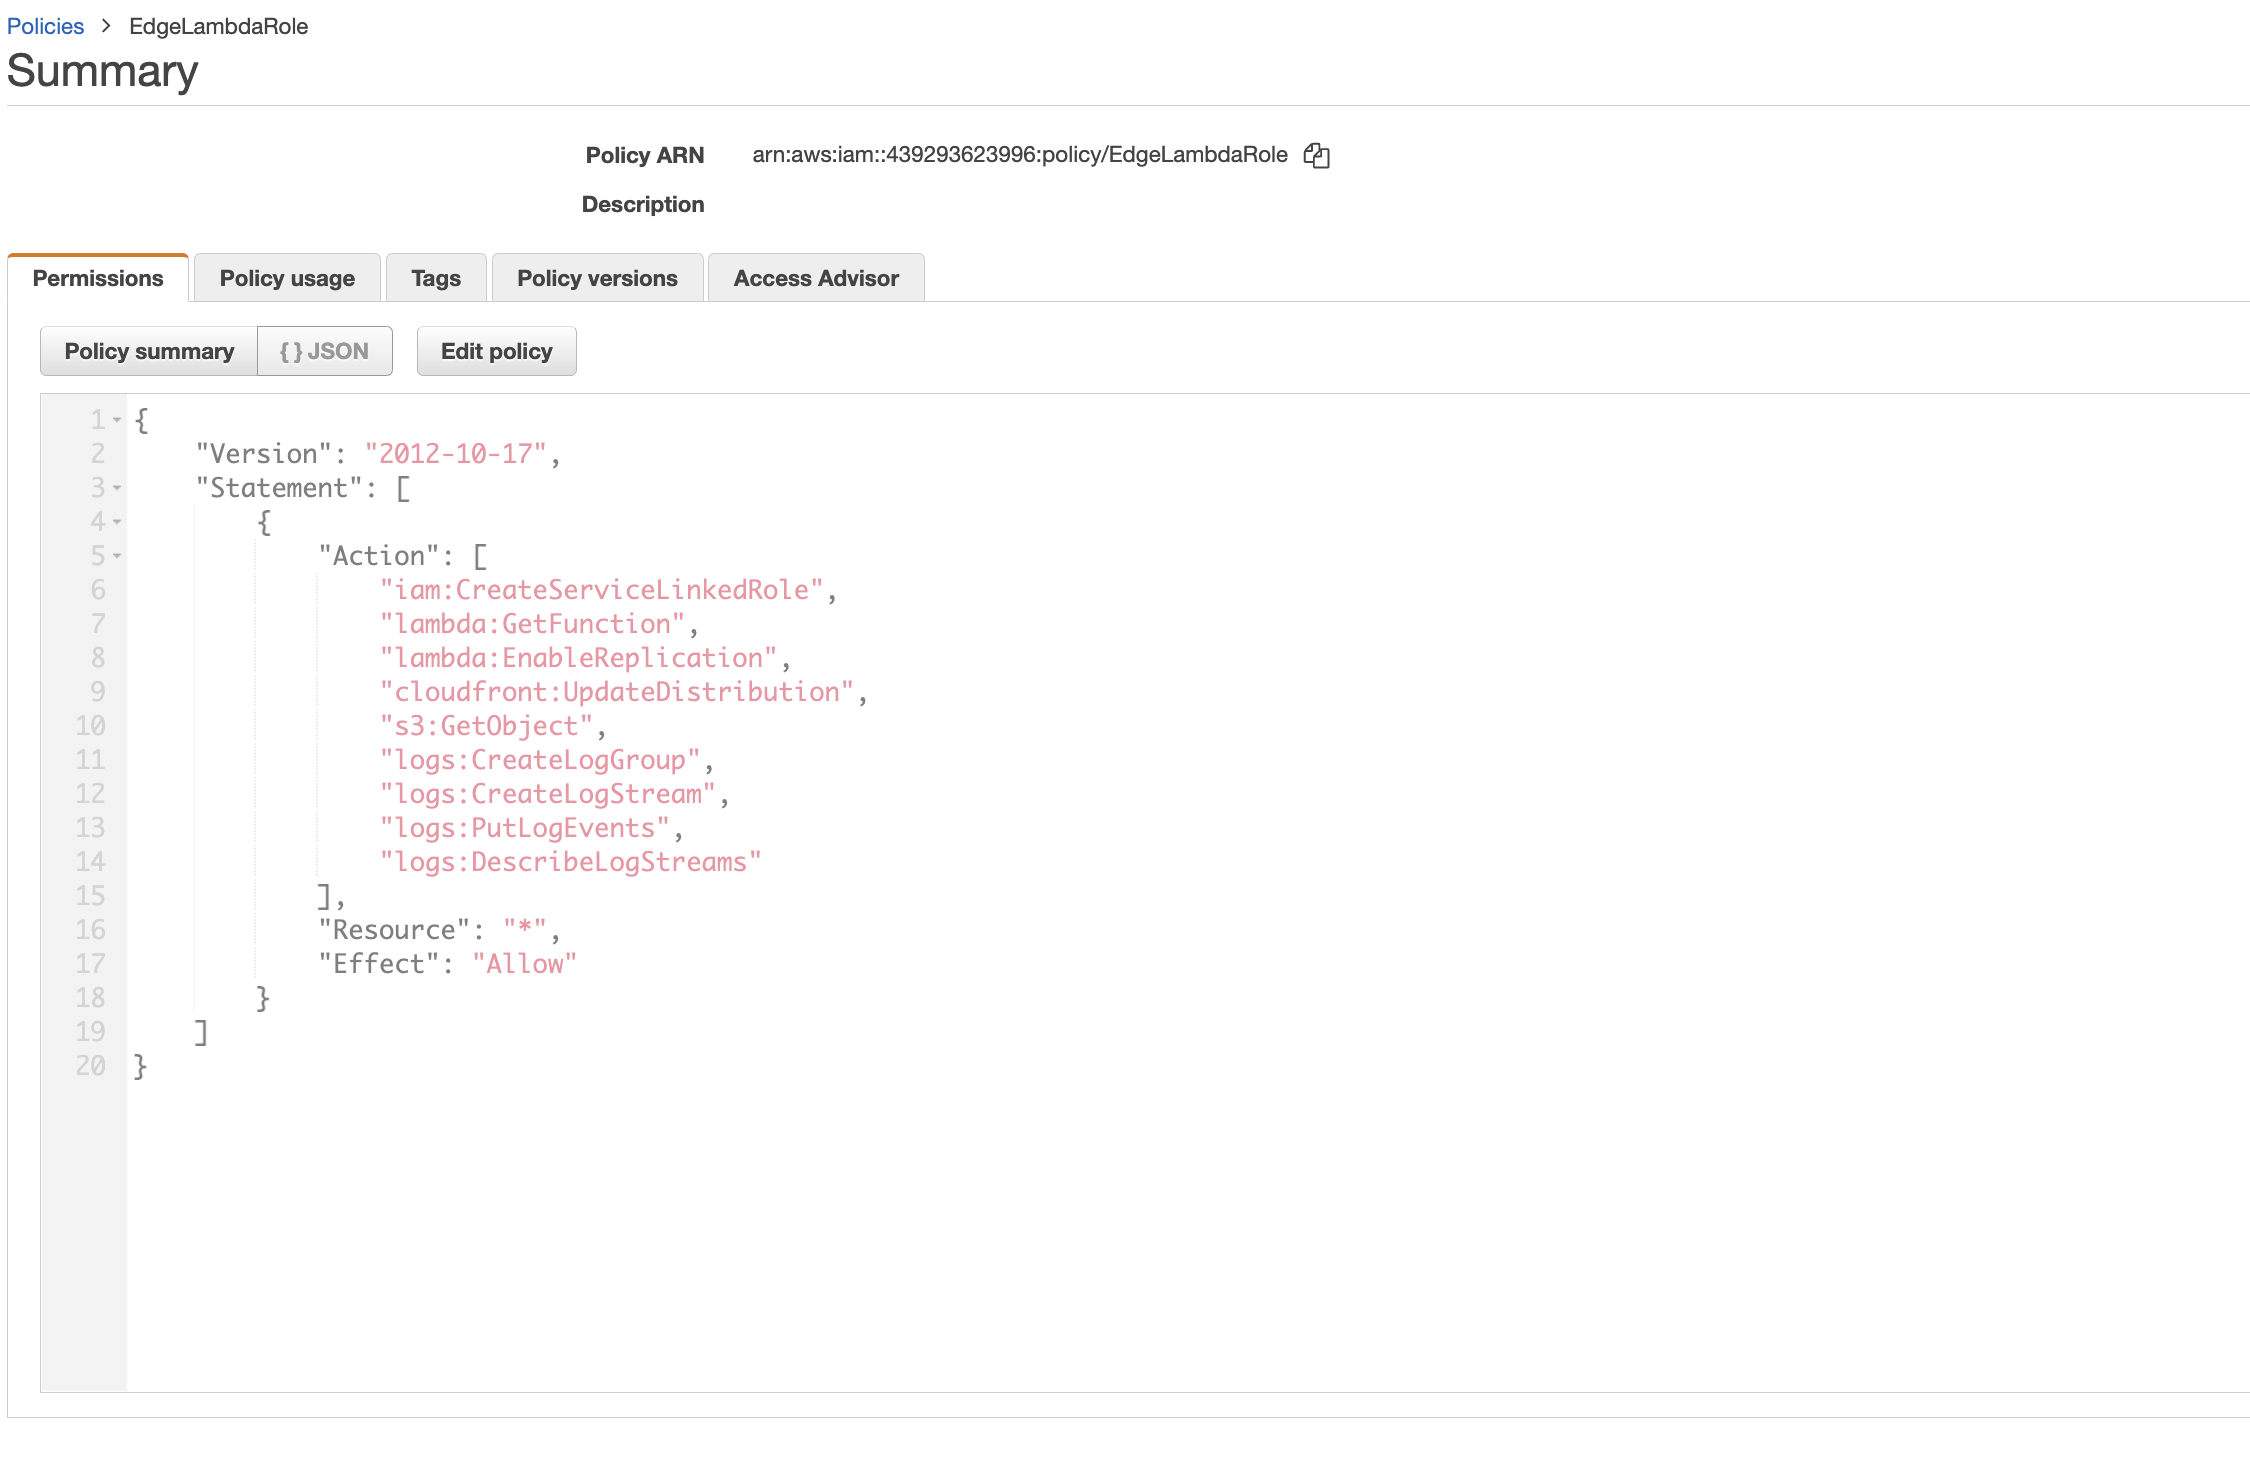 Policies > EdgeLambdaRole
Summary
Policy ARN arn:aws:iam::439293623996:policy/EdgeLambdaRole
Description
Permissions Policy usage Tags Policy versions Access Advisor
Policy summary { } JSON Edit policy
1 {
2     "Version": "2012-10-17",
3     "Statement": [
4         {
5             "Action": [
6                 "iam:CreateServiceLinkedRole",
7                 "lambda:GetFunction",
8                 "lambda:EnableReplication",
9                 "cloudfront:UpdateDistribution",
10                 "s3:GetObject",
11                 "logs:CreateLogGroup",
12                 "logs:CreateLogStream",
13                 "logs:PutLogEvents",
14                 "logs:DescribeLogStreams"
15             ],
16             "Resource": "*",
17             "Effect": "Allow"
18         }
19     ]
20 }